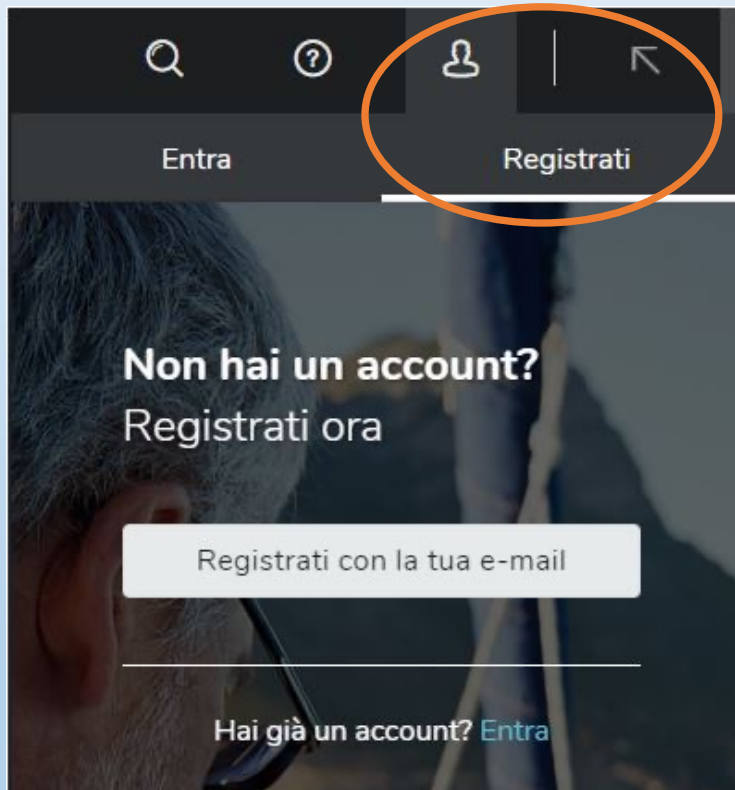 Entra
Registrati
Non hai un account?
Registrati ora
Registrati con la tua e-mail
Hai già un account? Entra